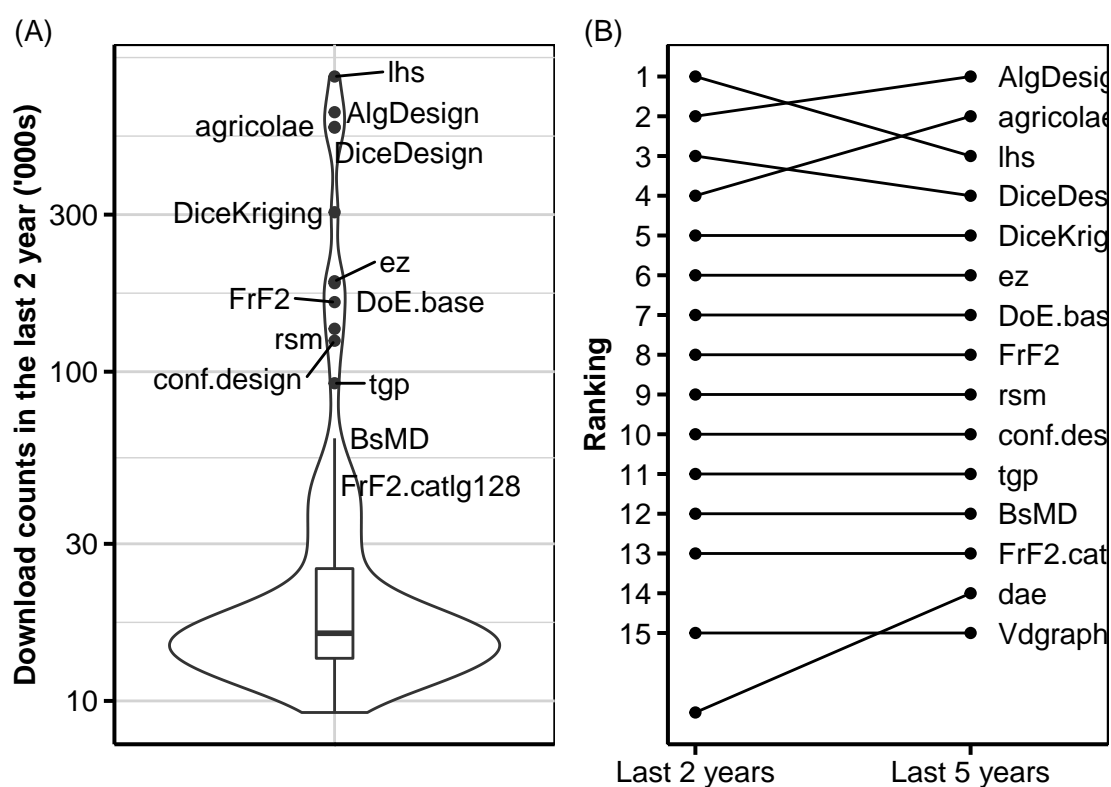 (A)
Download counts in the last 2 year ('000s)
300
100
30
10
lhs
AlgDesign
agricolae
DiceDesign
DiceKriging
ez
FrF2
DoE.base
rsm
conf.design
tgp
BsMD
FrF2.catlg128
(B)
Ranking
1
2
3
4
5
6
7
8
9
10
11
12
13
14
15
AlgDesig
agricolae
lhs
DiceDes
DiceKrig
ez
DoE.bas
FrF2
rsm
conf.des
tgp
BsMD
FrF2.cat
dae
Vdgraph
Last 2 years
Last 5 years